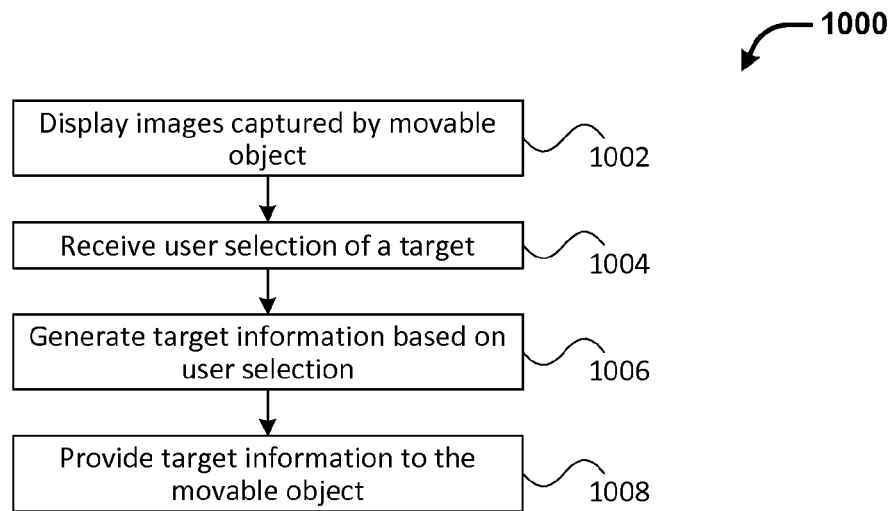 1000
Display images captured by movable
object
1002
Receive user selection of a target
1004
Generate target information based on
user selection
1006
Provide target information to the
movable object
1008